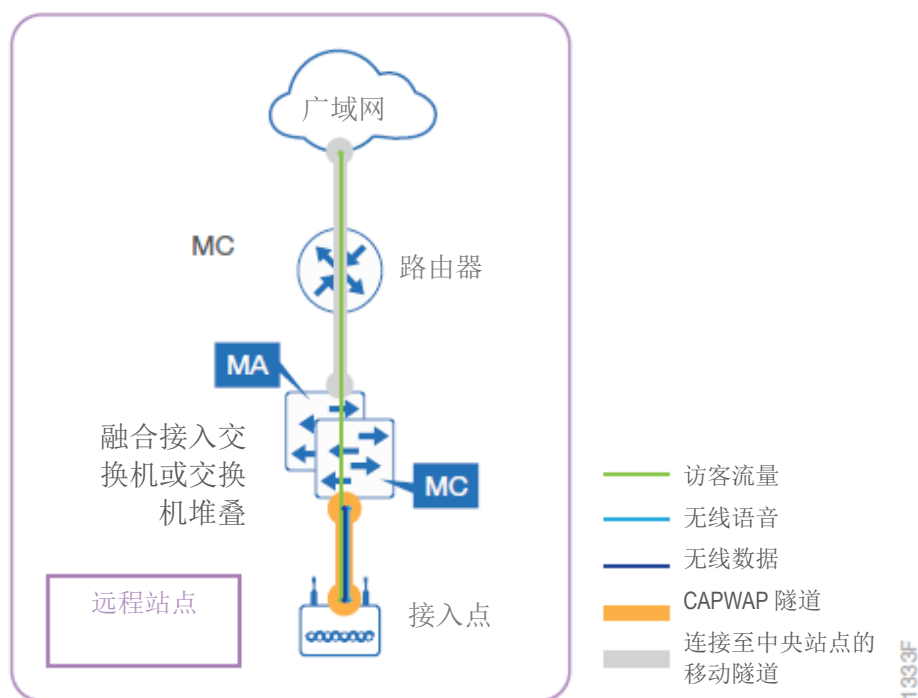 广域网
MC
路由器
MA
融合接入交
换机或交换
机堆叠
MC
远程站点
接入点
访客流量
无线语音
无线数据
CAPWAP 隧道
连接至中央站点的
移动隧道
1333F